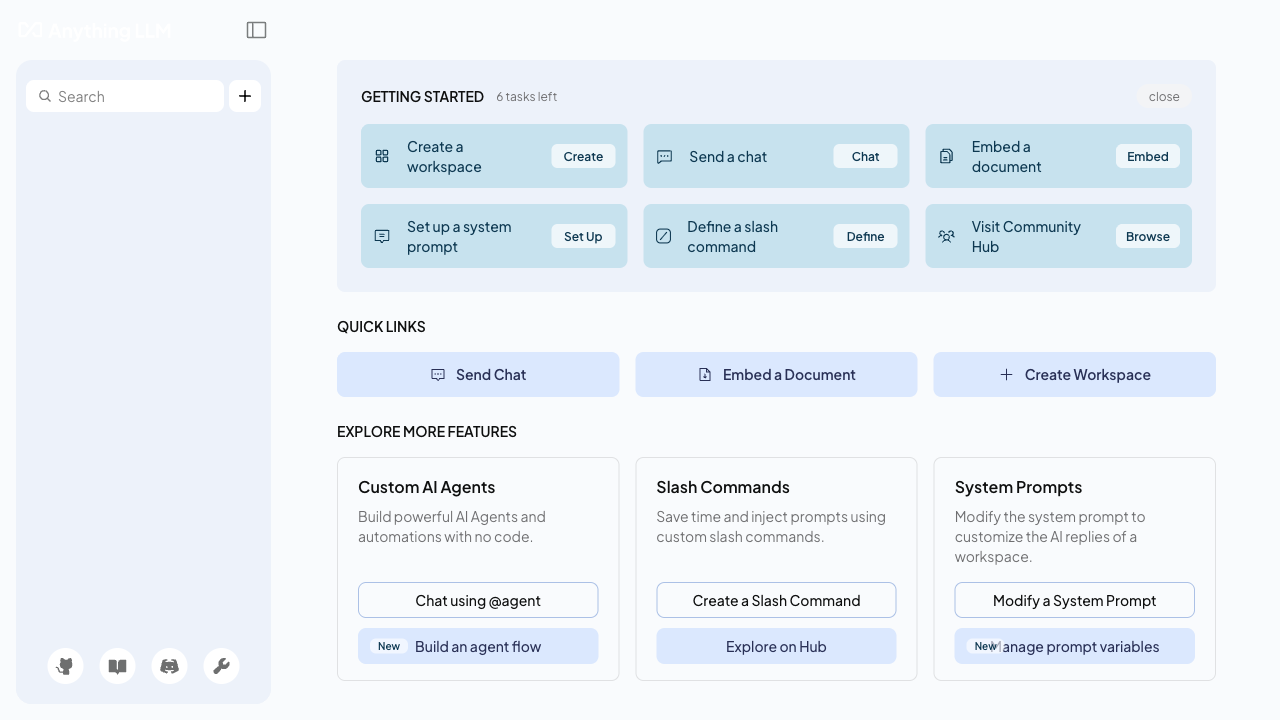 Anything LLM
Search
GETTING STARTED 6 tasks left close
Create a
workspace
Create
Send a chat
Chat
Embed a
document
Embed
Set up a system
prompt
Set Up
Define a slash
command
Define
Visit Community
Hub
Browse
QUICK LINKS
Send Chat
Embed a Document
Create Workspace
EXPLORE MORE FEATURES
Custom AI Agents
Build powerful AI Agents and
automations with no code.
Chat using @agent
New Build an agent flow
Slash Commands
Save time and inject prompts using
custom slash commands.
Create a Slash Command
Explore on Hub
System Prompts
Modify the system prompt to
customize the AI replies of a
workspace.
Modify a System Prompt
New Manage prompt variables